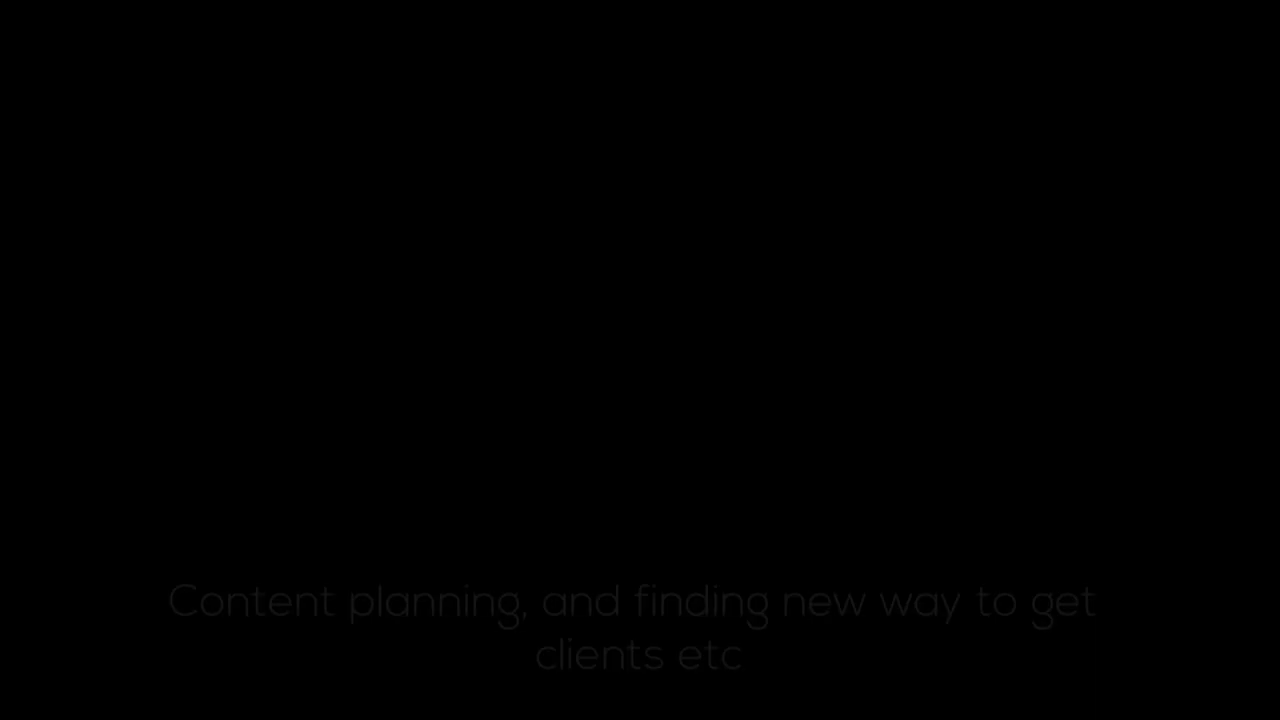 Content planning, and finding new way to get
clients etc